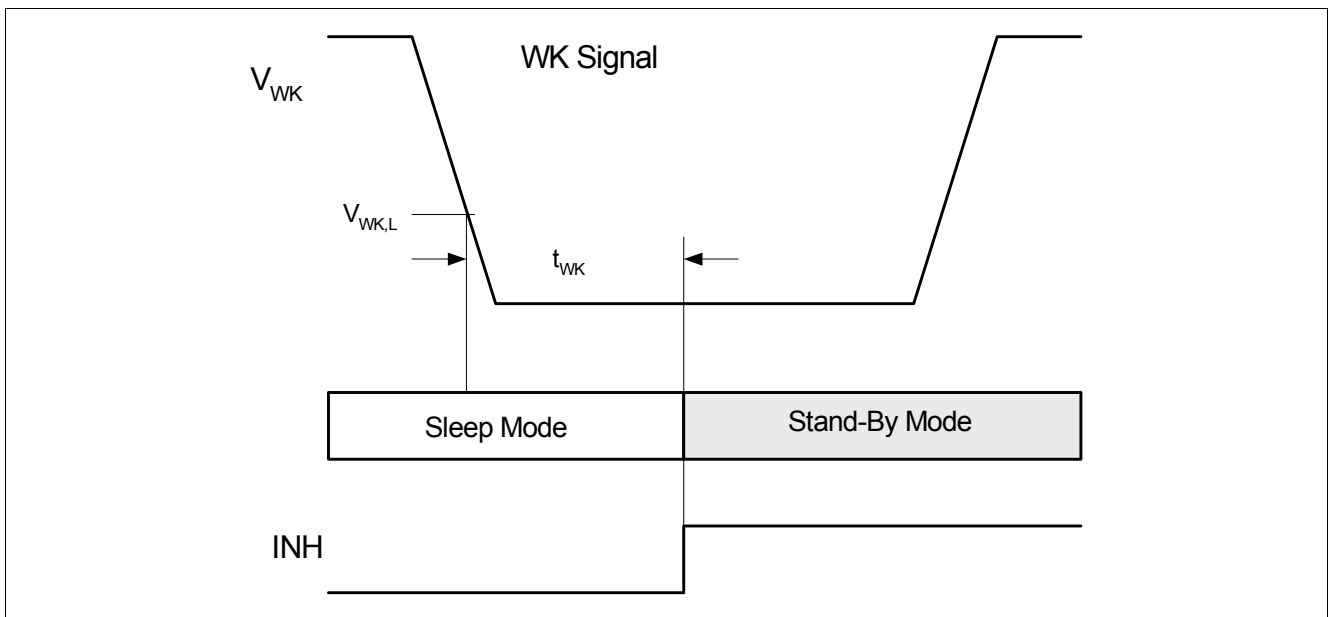 WK Signal
V_WK
V_WK,L
t_WK
Sleep Mode
Stand-By Mode
INH